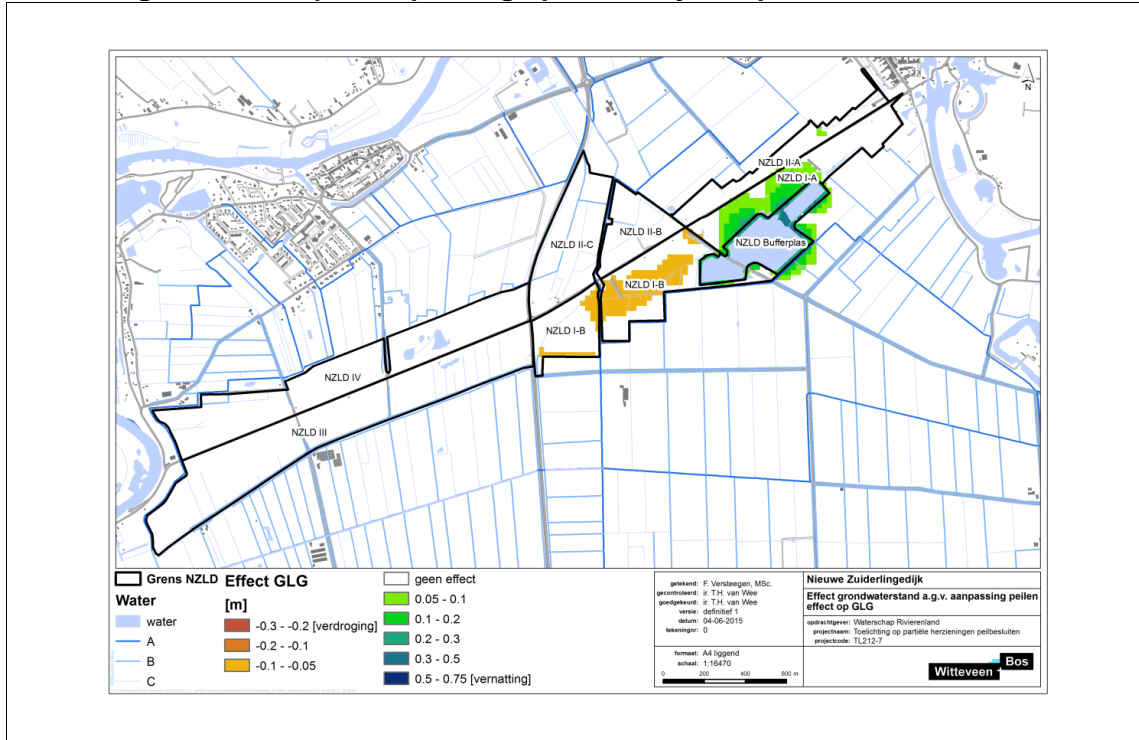 N
NZLD II-A
NZLD I-A
NZLD II-B
NZLD II-C
NZLD Bufferplas
NZLD I-B
NZLD I-B
NZLD IV
NZLD III
Grens NZLD
Water
water
A
B
C
Effect GLG
[m]
-0.3 - -0.2 [verdroging]
-0.2 - -0.1
-0.1 - -0.05
geen effect
0.05 - 0.1
0.1 - 0.2
0.2 - 0.3
0.3 - 0.5
0.5 - 0.75 [vernatting]
getekend: F. Versteegen, MSc.
gecontroleerd: ir. T.H. van Wee
goedgekeurd: ir. T.H. van Wee
versie: definitief 1
datum: 04-06-2015
tekeningnr: 0
formaat: A4 liggend
schaal: 1:16470
0 200 400 600 m
Nieuwe Zuiderlingedijk
Effect grondwaterstand a.g.v. aanpassing peilen
effect op GLG
opdrachtgever: Waterschap Rivierenland
projectnaam: Toelichting op partiële herzieningen peilbesluiten
projectcode: TL212-7
Witteveen + Bos